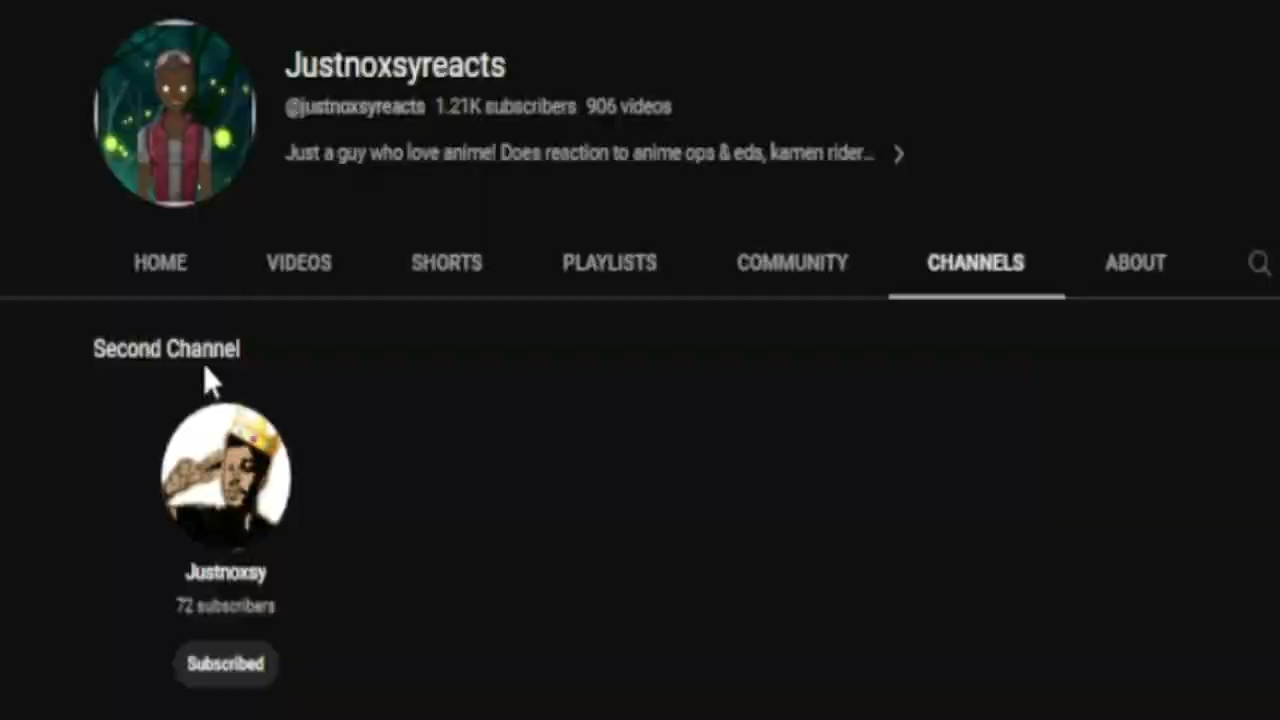 Justnoxsyreacts
@justnoxsyreacts 1.21K subscribers 906 videos
Just a guy who love anime! Does reaction to anime ops & eds, kamen rider...
HOME VIDEOS SHORTS PLAYLISTS COMMUNITY CHANNELS ABOUT
Second Channel
Justnoxsy
72 subscribers
Subscribed